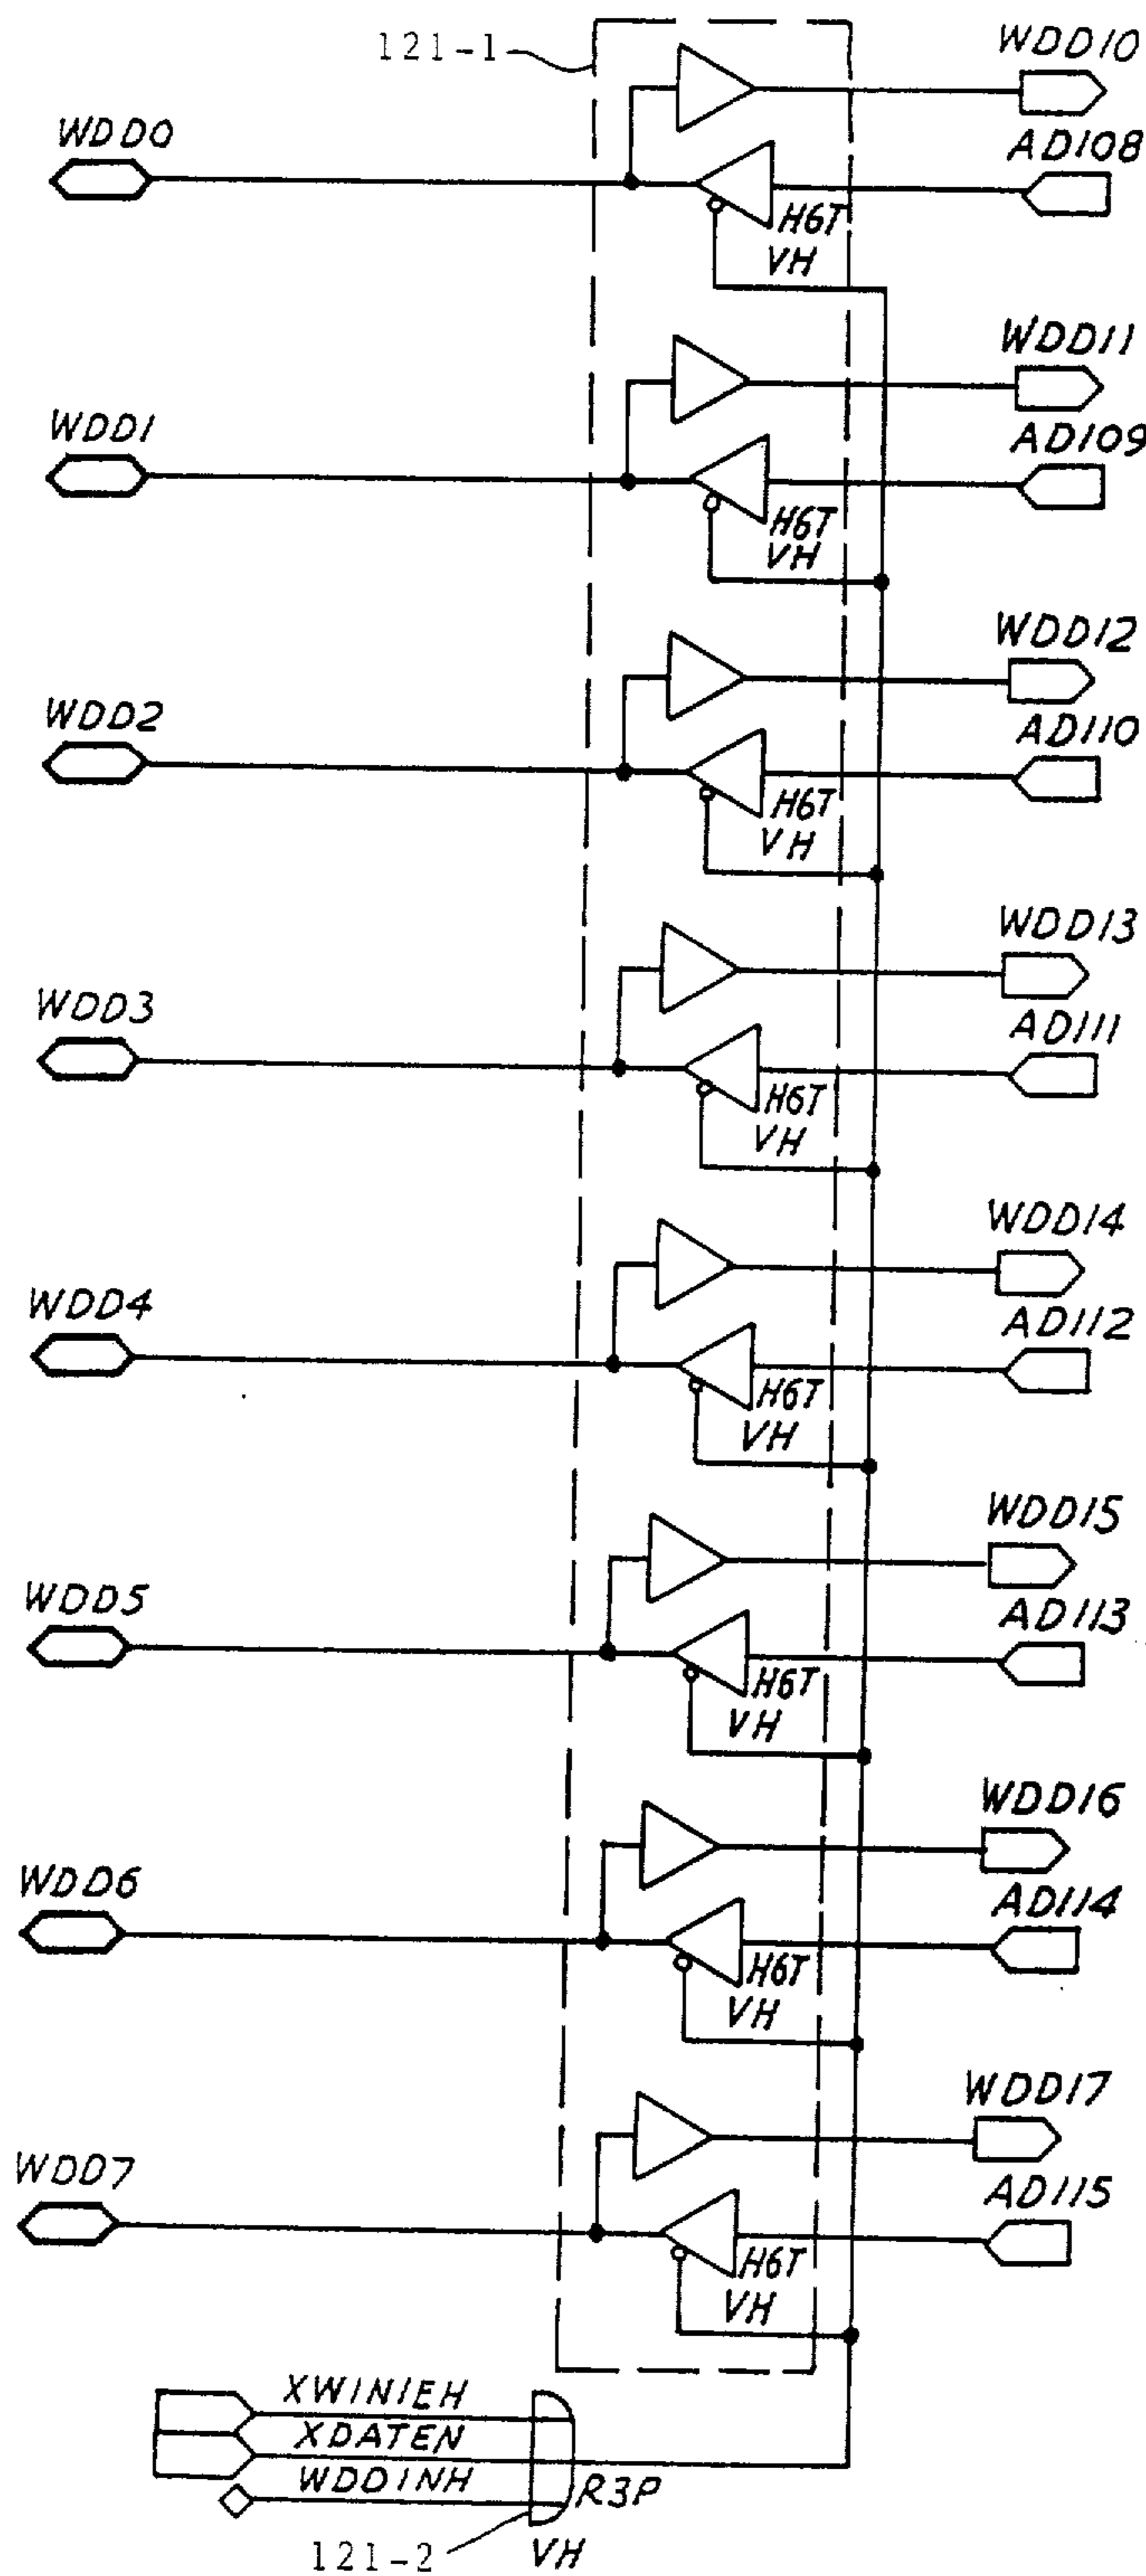 121-1
WDD10
WDD0
AD108
H6T
VH
WDD11
WDD1
AD109
H6T
VH
WDD12
WDD2
AD110
H6T
VH
WDD13
WDD3
AD111
H6T
VH
WDD14
WDD4
AD112
H6T
VH
WDD15
WDD5
AD113
H6T
VH
WDD16
WDD6
AD114
H6T
VH
WDD17
WDD7
AD115
H6T
VH
XWINIEH
XDATEN
WDDINH
R3P
121-2
VH